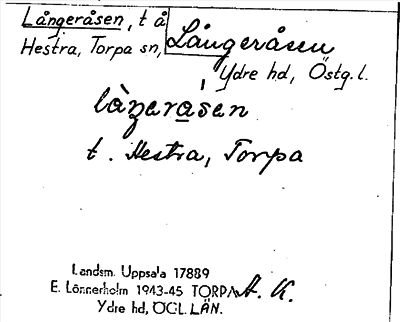 Långeråsen, t å
Hestra, Torpa sn,
Långeråsen
Ydre hd, Östg. l.
làŋeråsen
t. Hestra, Torpa
Landsm. Uppsala 17889
E. Lönnerholm 1943-45 TORPA A. K.
Ydre hd, ÖGL. LÄN.